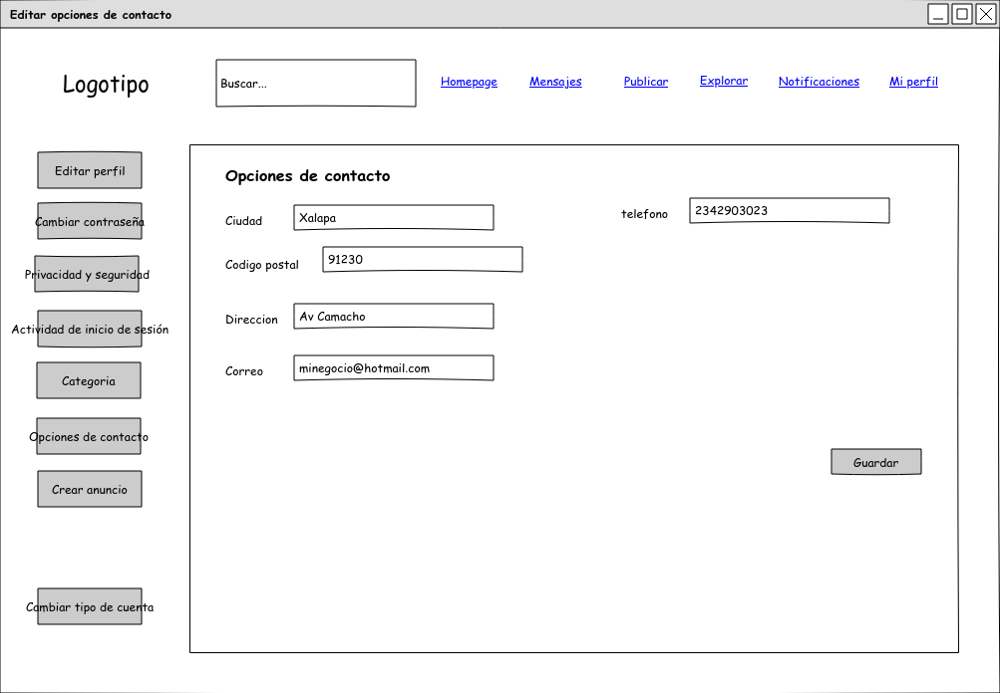 Editar opciones de contacto
Logotipo
Buscar...
Homepage
Mensajes
Publicar
Explorar
Notificaciones
Mi perfil
Editar perfil
Cambiar contraseña
Privacidad y seguridad
Actividad de inicio de sesión
Categoria
Opciones de contacto
Crear anuncio
Cambiar tipo de cuenta
Opciones de contacto
Ciudad
Xalapa
telefono
2342903023
Codigo postal
91230
Direccion
Av Camacho
Correo
minegocio@hotmail.com
Guardar